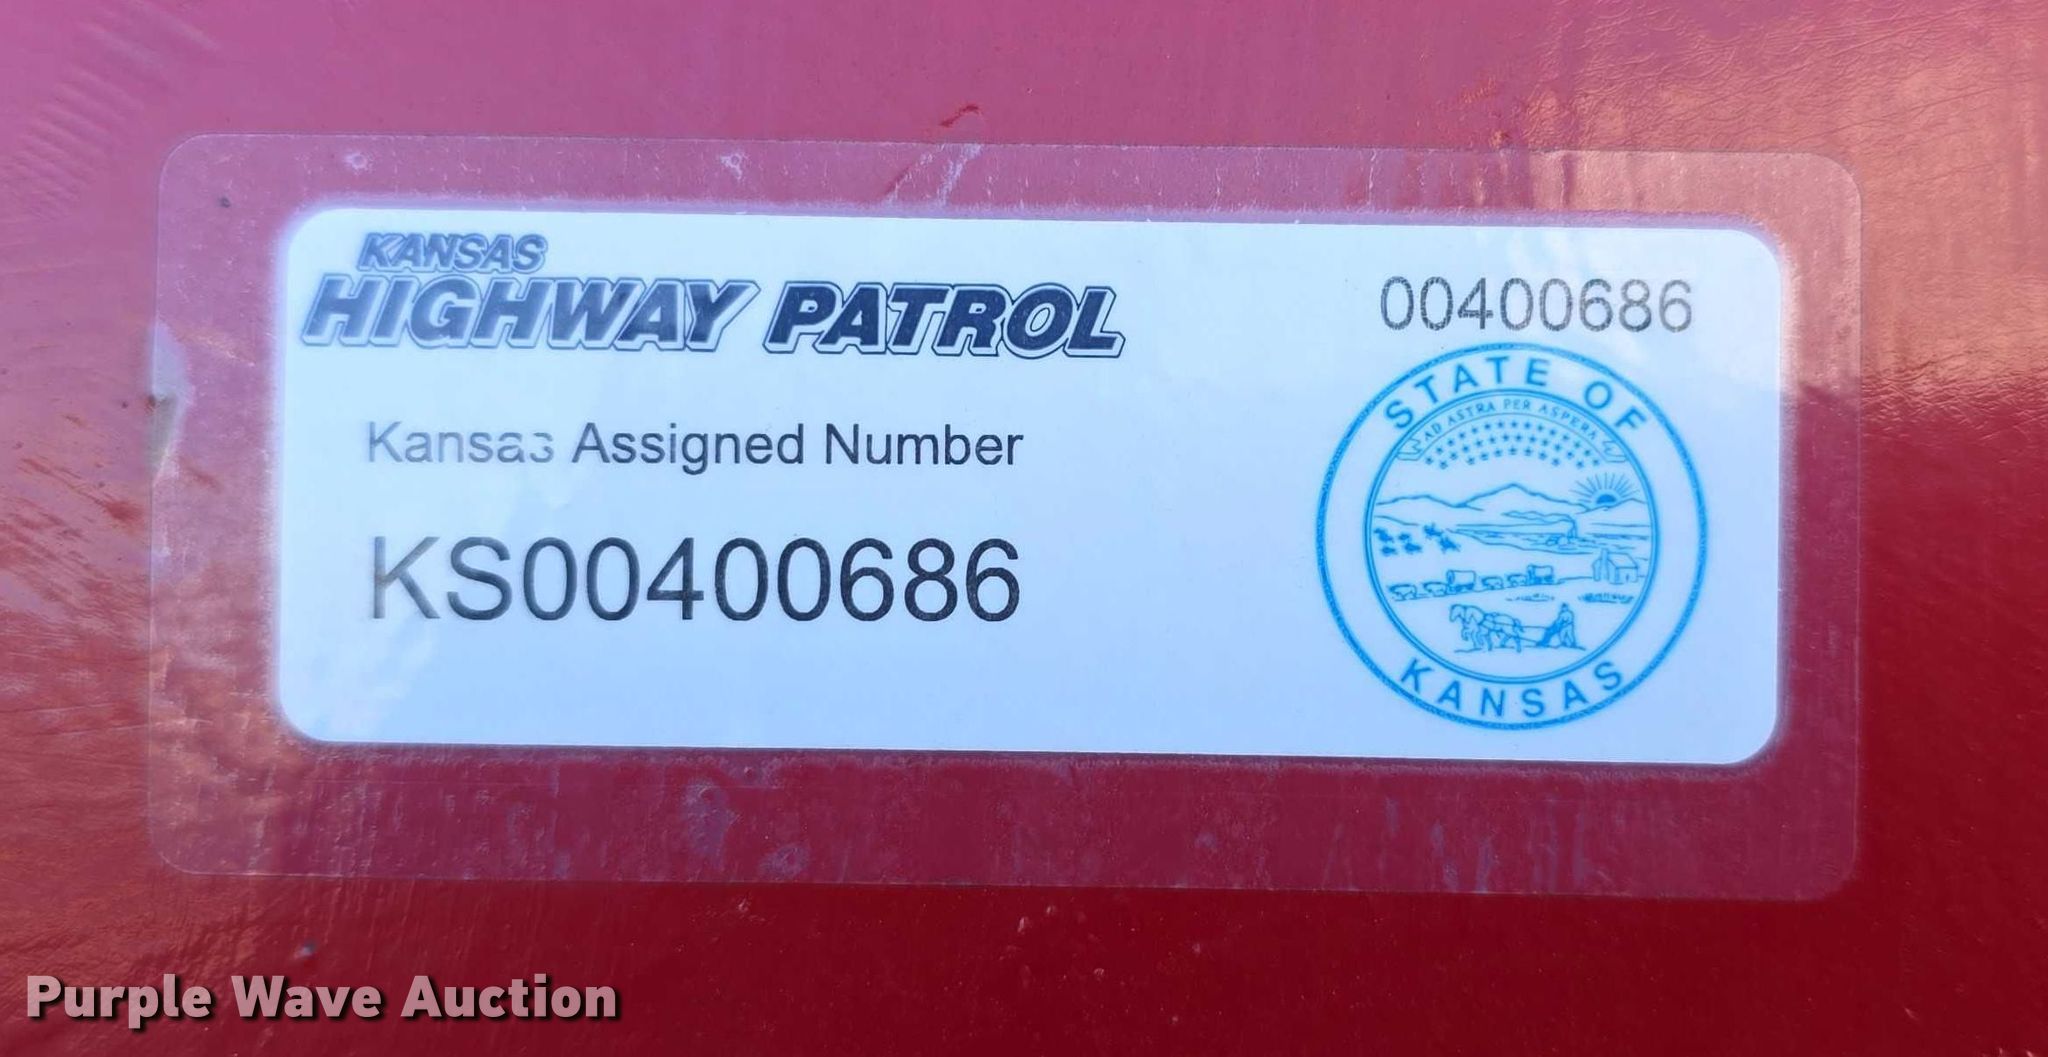 KANSAS
HIGHWAY PATROL
00400686
Kansas Assigned Number
KS00400686
STATE OF
AD ASTRA PER ASPERA
KANSAS
Purple Wave Auction